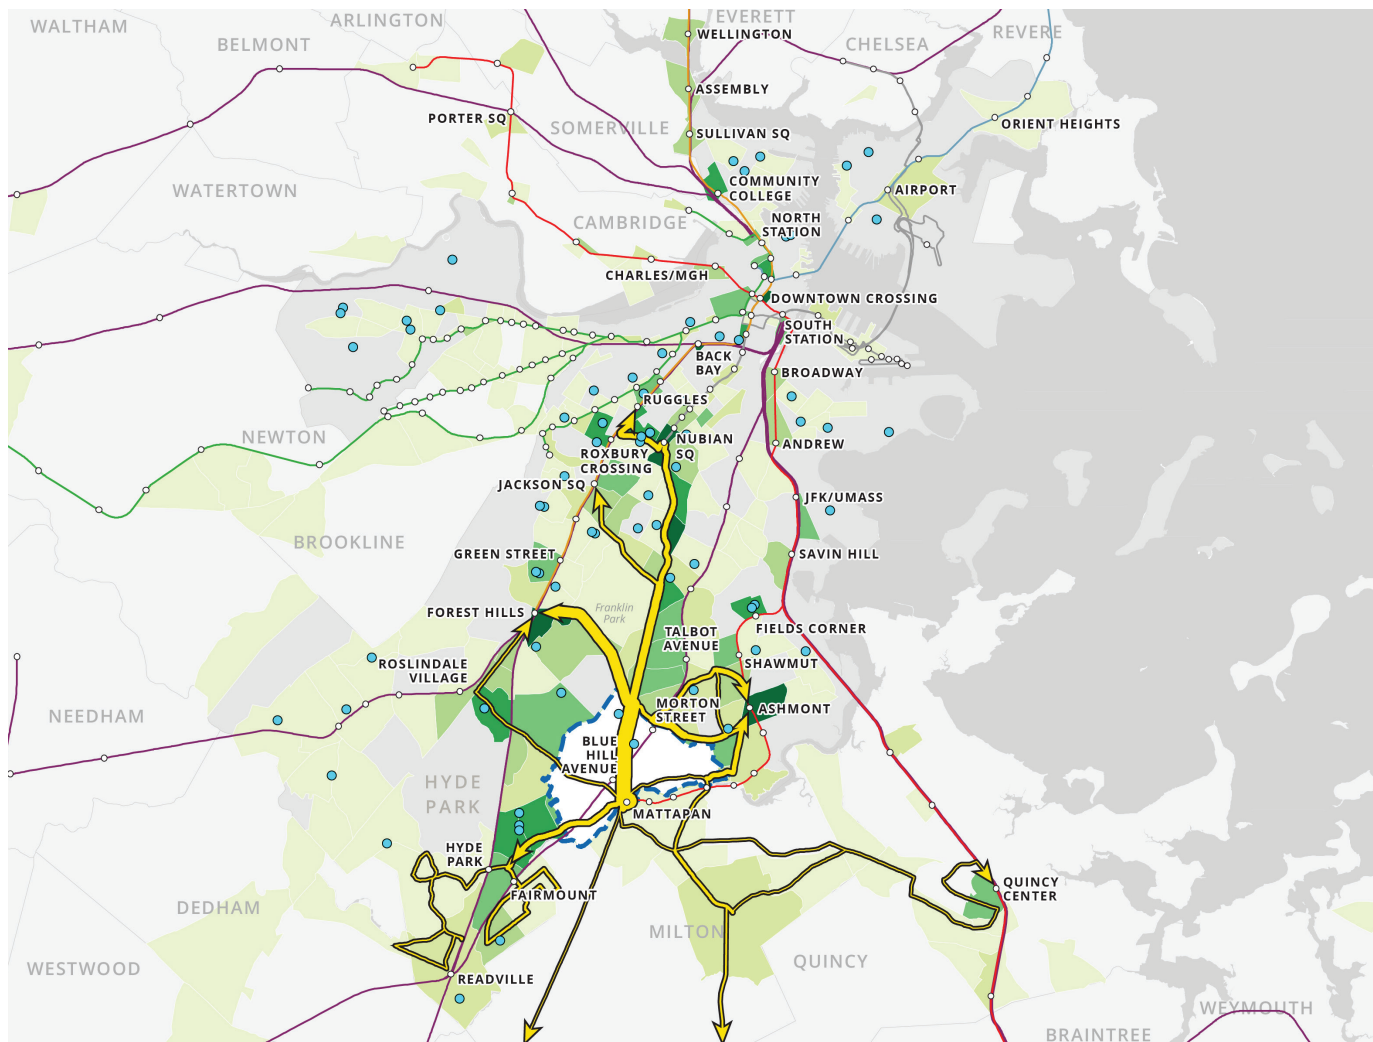 EVERETT
ARLINGTON
WALTHAM
WELLINGTON
REVERE
BELMONT
CHELSEA
ASSEMBLY
PORTER SQ
ORIENT HEIGHTS
SOMERVILLE
SULLIVAN SQ
COMMUNITY
COLLEGE
WATERTOWN
AIRPORT
CAMBRIDGE
NORTH
STATION
CHARLES/MGH
DOWNTOWN CROSSING
SOUTH
STATION
BACK
BAY
BROADWAY
RUGGLES
NEWTON
NUBIAN
SQ
ANDREW
ROXBURY
CROSSING
JACKSON SQ
JFK/UMASS
BROOKLINE
GREEN STREET
SAVIN HILL
Franklin
Park
FOREST HILLS
FIELDS CORNER
TALBOT
AVENUE
ROSLINDALE
VILLAGE
SHAWMUT
MORTON
STREET
ASHMONT
NEEDHAM
BLUE
HILL
AVENUE
HYDE
PARK
MATTAPAN
HYDE
PARK
FAIRMOUNT
QUINCY
CENTER
DEDHAM
MILTON
QUINCY
WESTWOOD
READVILLE
WEYMOUTH
BRAINTREE